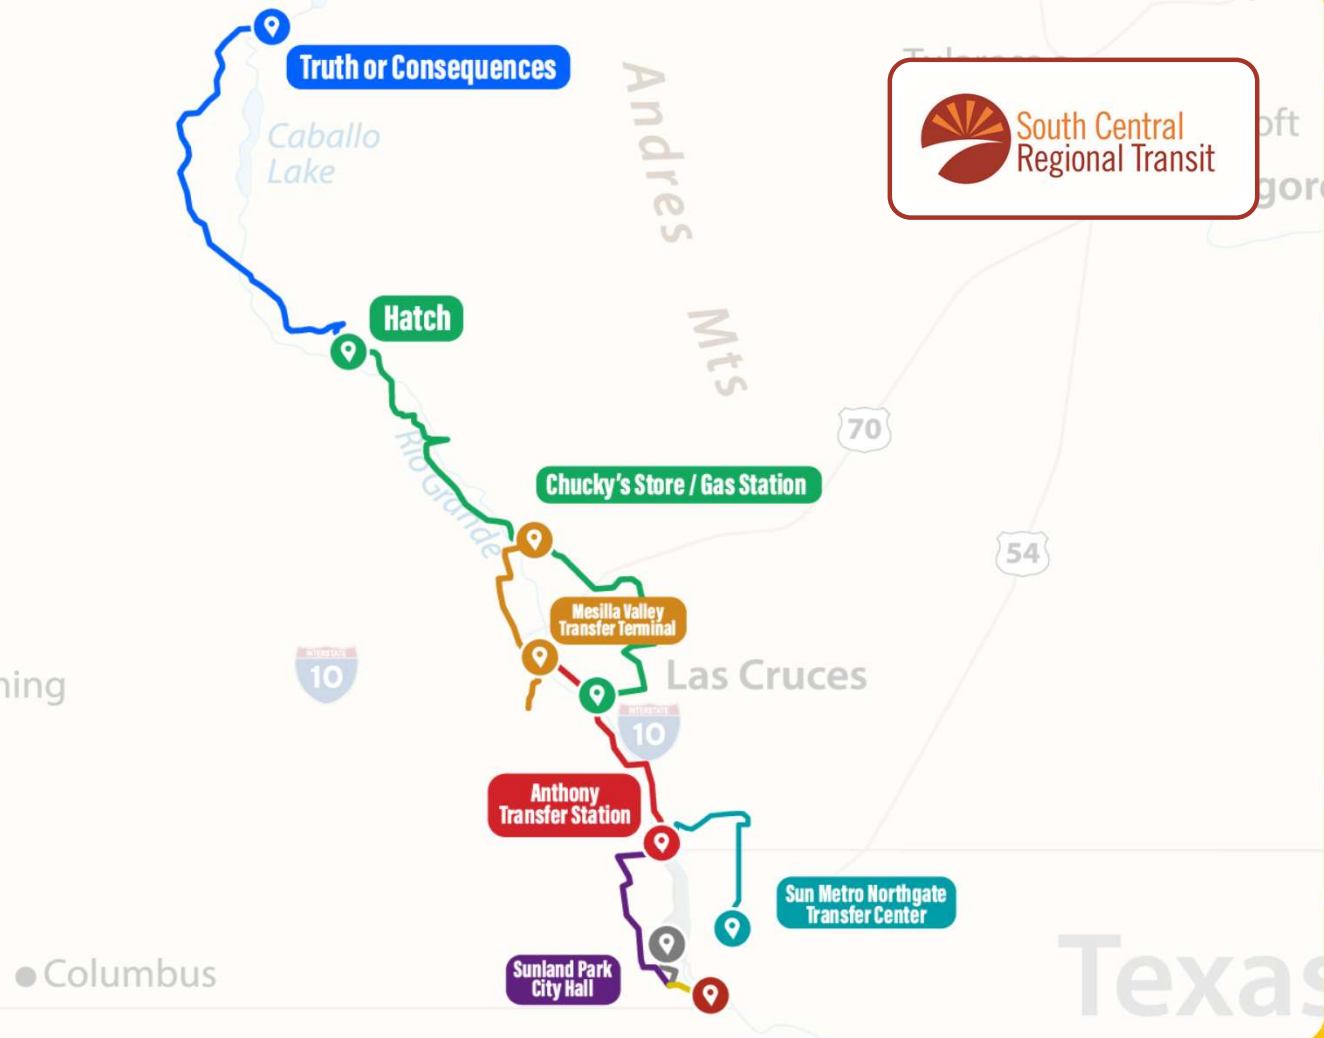 Truth or Consequences
Caballo
Lake
Andres
Mts
South Central
Regional Transit
Hatch
70
Rio Grande
Chucky's Store / Gas Station
54
Mesilla Valley
Transfer Terminal
INTERSTATE
10
Las Cruces
INTERSTATE
10
Anthony
Transfer Station
Sun Metro Northgate
Transfer Center
Sunland Park
City Hall
Columbus
Texas